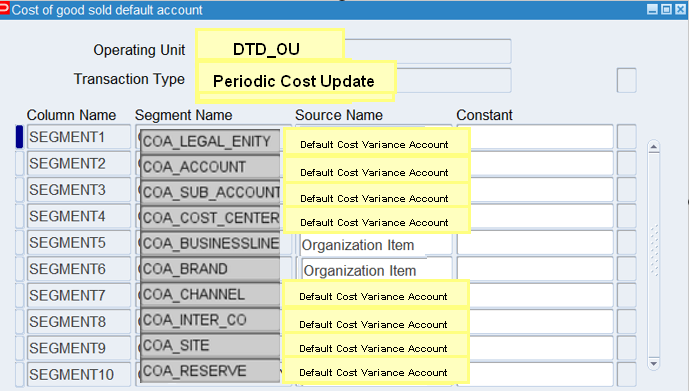 Cost of good sold default account
Operating Unit DTD_OU
Transaction Type Periodic Cost Update
Column Name Segment Name Source Name Constant
SEGMENT1 COA_LEGAL_ENITY Default Cost Variance Account
SEGMENT2 COA_ACCOUNT Default Cost Variance Account
SEGMENT3 COA_SUB_ACCOUNT Default Cost Variance Account
SEGMENT4 COA_COST_CENTER Default Cost Variance Account
SEGMENT5 COA_BUSINESSLINE Organization Item
SEGMENT6 COA_BRAND Organization Item
SEGMENT7 COA_CHANNEL Default Cost Variance Account
SEGMENT8 COA_INTER_CO Default Cost Variance Account
SEGMENT9 COA_SITE Default Cost Variance Account
SEGMENT10 COA_RESERVE Default Cost Variance Account